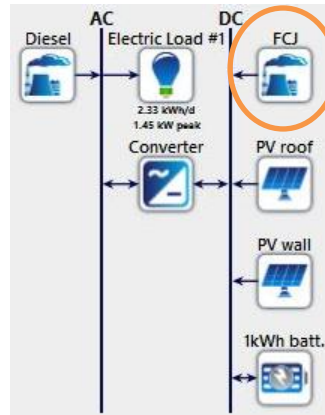 AC DC
Diesel Electric Load #1 FCJ
2.33 kWh/d
1.45 kW peak
Converter PV roof
PV wall
1kWh batt.